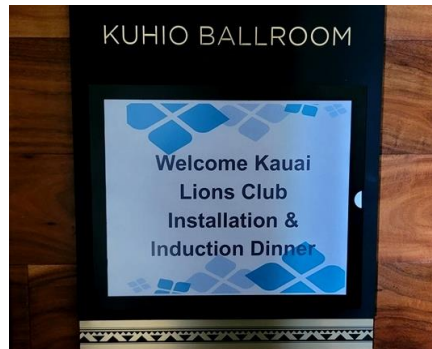 KUHIO BALLROOM
Welcome Kauai
Lions Club
Installation &
Induction Dinner